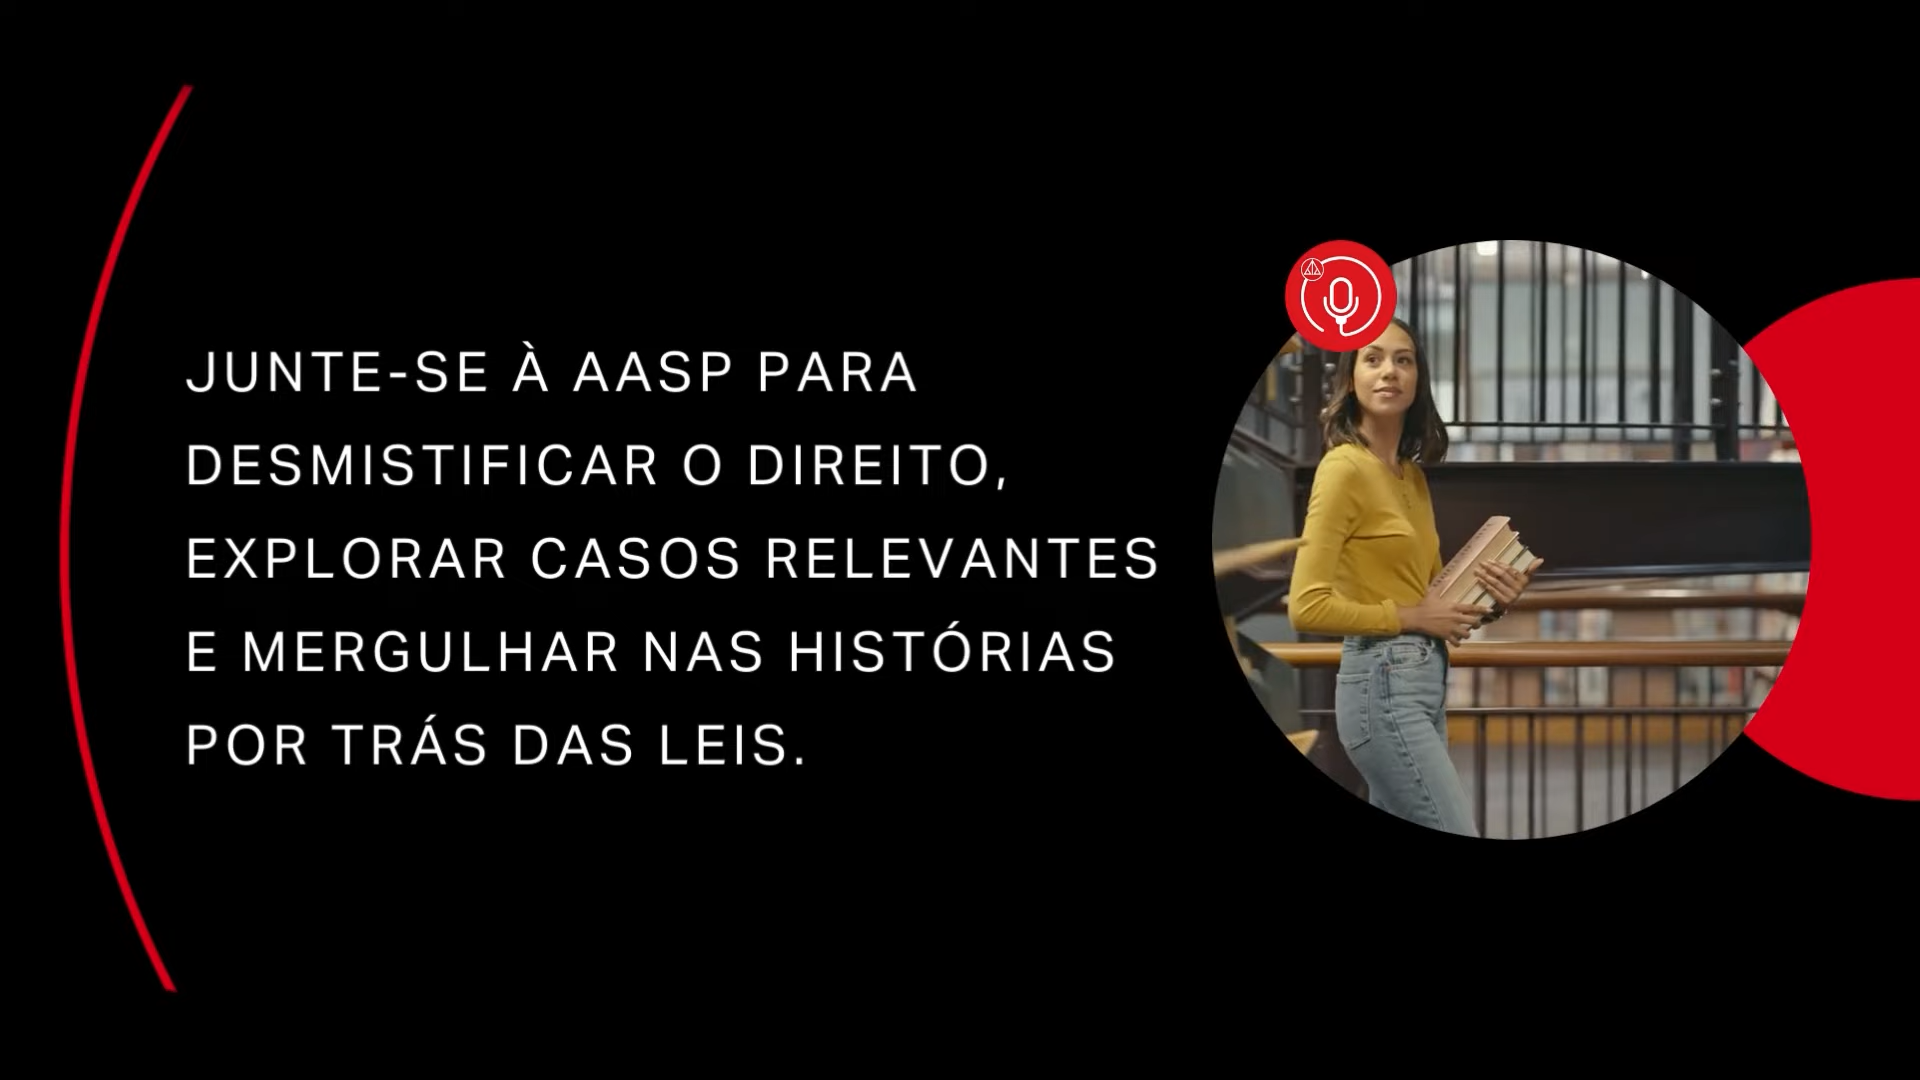 JUNTE-SE À AASP PARA
DESMISTIFICAR O DIREITO,
EXPLORAR CASOS RELEVANTES
E MERGULHAR NAS HISTÓRIAS
POR TRÁS DAS LEIS.